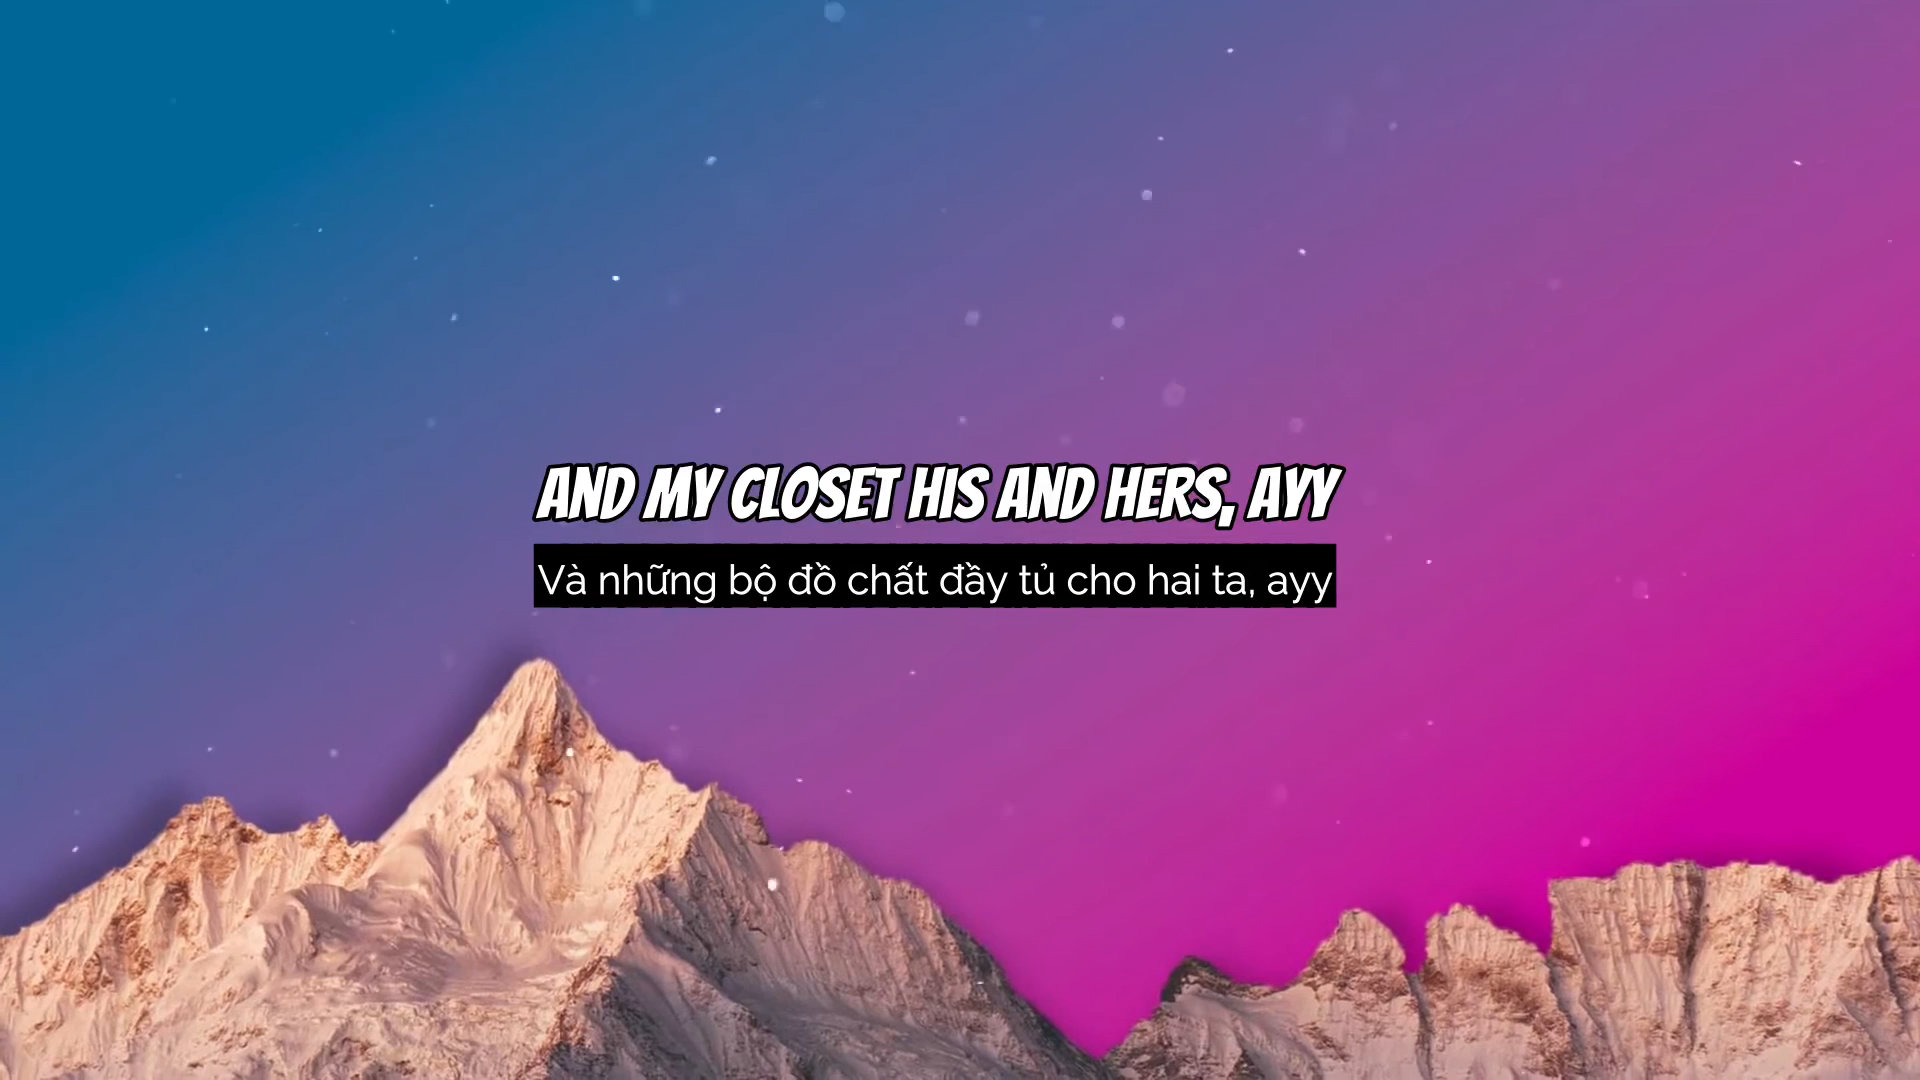 AND MY CLOSET HIS AND HERS, AYY
Và những bộ đồ chất đầy tủ cho hai ta, ayy